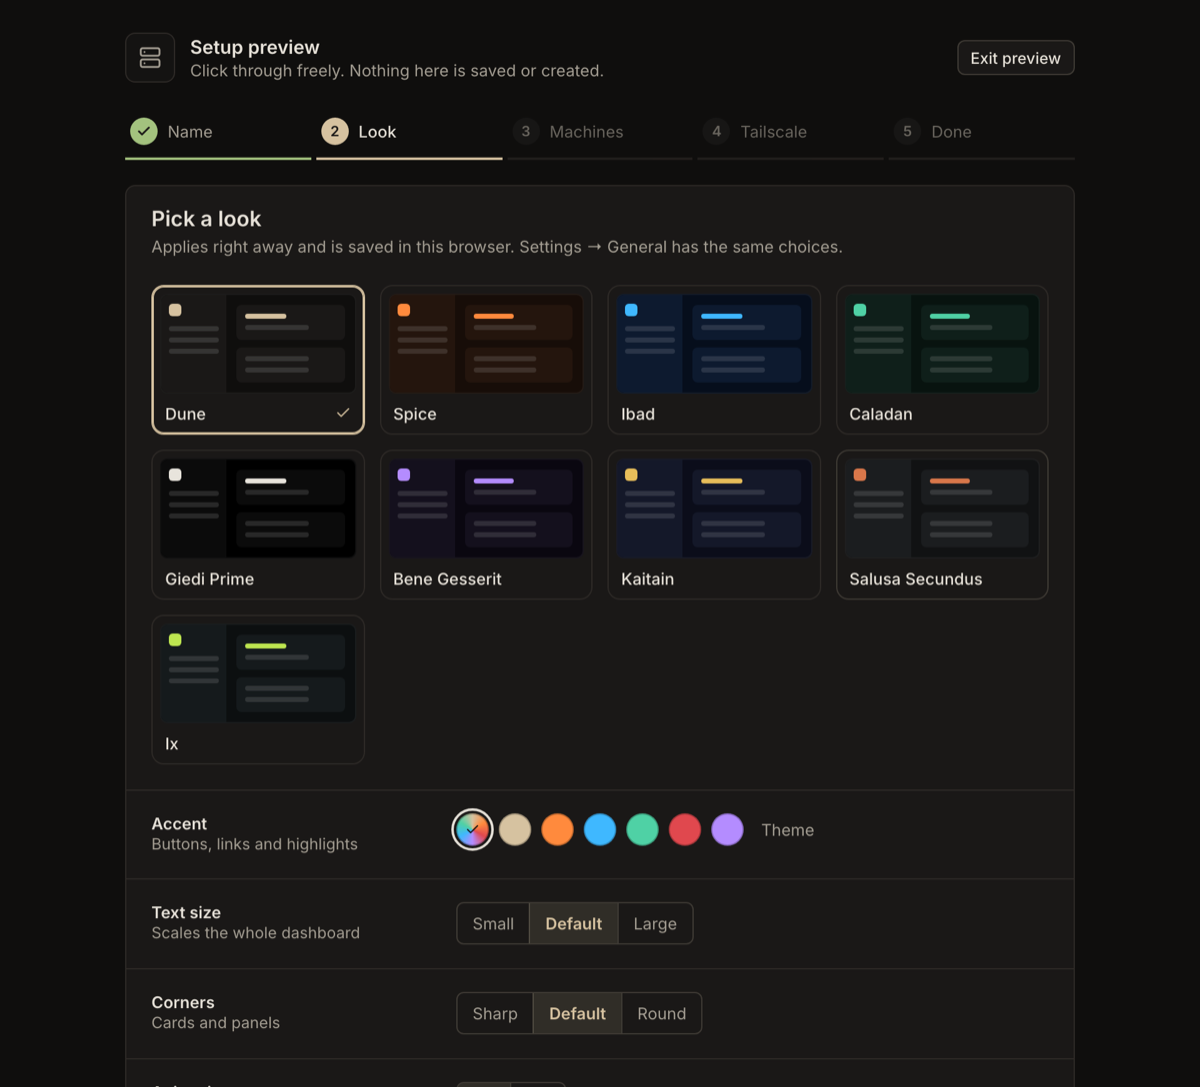 Setup preview
Click through freely. Nothing here is saved or created.
Exit preview
Name
2 Look
3 Machines
4 Tailscale
5 Done
Pick a look
Applies right away and is saved in this browser. Settings → General has the same choices.
Dune
Spice
Ibad
Caladan
Giedi Prime
Bene Gesserit
Kaitain
Salusa Secundus
Ix
Accent
Buttons, links and highlights
Theme
Text size
Scales the whole dashboard
Small
Default
Large
Corners
Cards and panels
Sharp
Default
Round